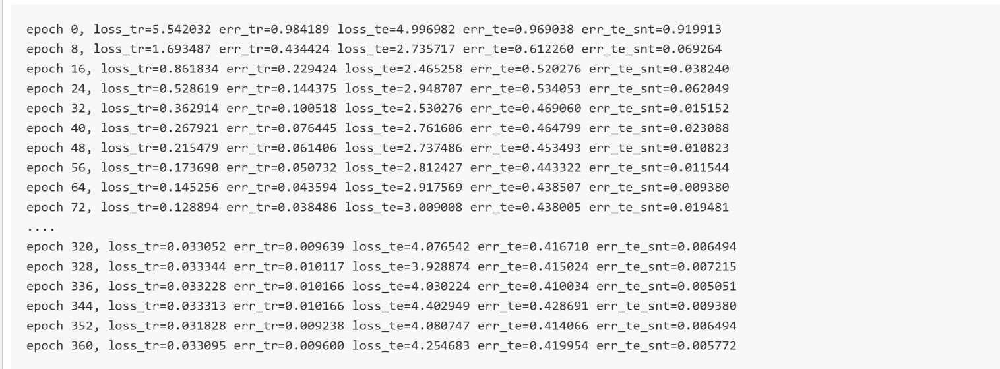 epoch 0, loss_tr=5.542032 err_tr=0.984189 loss_te=4.996982 err_te=0.969038 err_te_snt=0.919913
epoch 8, loss_tr=1.693487 err_tr=0.434424 loss_te=2.735717 err_te=0.612260 err_te_snt=0.069264
epoch 16, loss_tr=0.861834 err_tr=0.229424 loss_te=2.465258 err_te=0.520276 err_te_snt=0.038240
epoch 24, loss_tr=0.528619 err_tr=0.144375 loss_te=2.948707 err_te=0.534053 err_te_snt=0.062049
epoch 32, loss_tr=0.362914 err_tr=0.100518 loss_te=2.530276 err_te=0.469060 err_te_snt=0.015152
epoch 40, loss_tr=0.267921 err_tr=0.076445 loss_te=2.761606 err_te=0.464799 err_te_snt=0.023088
epoch 48, loss_tr=0.215479 err_tr=0.061406 loss_te=2.737486 err_te=0.453493 err_te_snt=0.010823
epoch 56, loss_tr=0.173690 err_tr=0.050732 loss_te=2.812427 err_te=0.443322 err_te_snt=0.011544
epoch 64, loss_tr=0.145256 err_tr=0.043594 loss_te=2.917569 err_te=0.438507 err_te_snt=0.009380
epoch 72, loss_tr=0.128894 err_tr=0.038486 loss_te=3.009008 err_te=0.438005 err_te_snt=0.019481
....
epoch 320, loss_tr=0.033052 err_tr=0.009639 loss_te=4.076542 err_te=0.416710 err_te_snt=0.006494
epoch 328, loss_tr=0.033344 err_tr=0.010117 loss_te=3.928874 err_te=0.415024 err_te_snt=0.007215
epoch 336, loss_tr=0.033228 err_tr=0.010166 loss_te=4.030224 err_te=0.410034 err_te_snt=0.005051
epoch 344, loss_tr=0.033313 err_tr=0.010166 loss_te=4.402949 err_te=0.428691 err_te_snt=0.009380
epoch 352, loss_tr=0.031828 err_tr=0.009238 loss_te=4.080747 err_te=0.414066 err_te_snt=0.006494
epoch 360, loss_tr=0.033095 err_tr=0.009600 loss_te=4.254683 err_te=0.419954 err_te_snt=0.005772